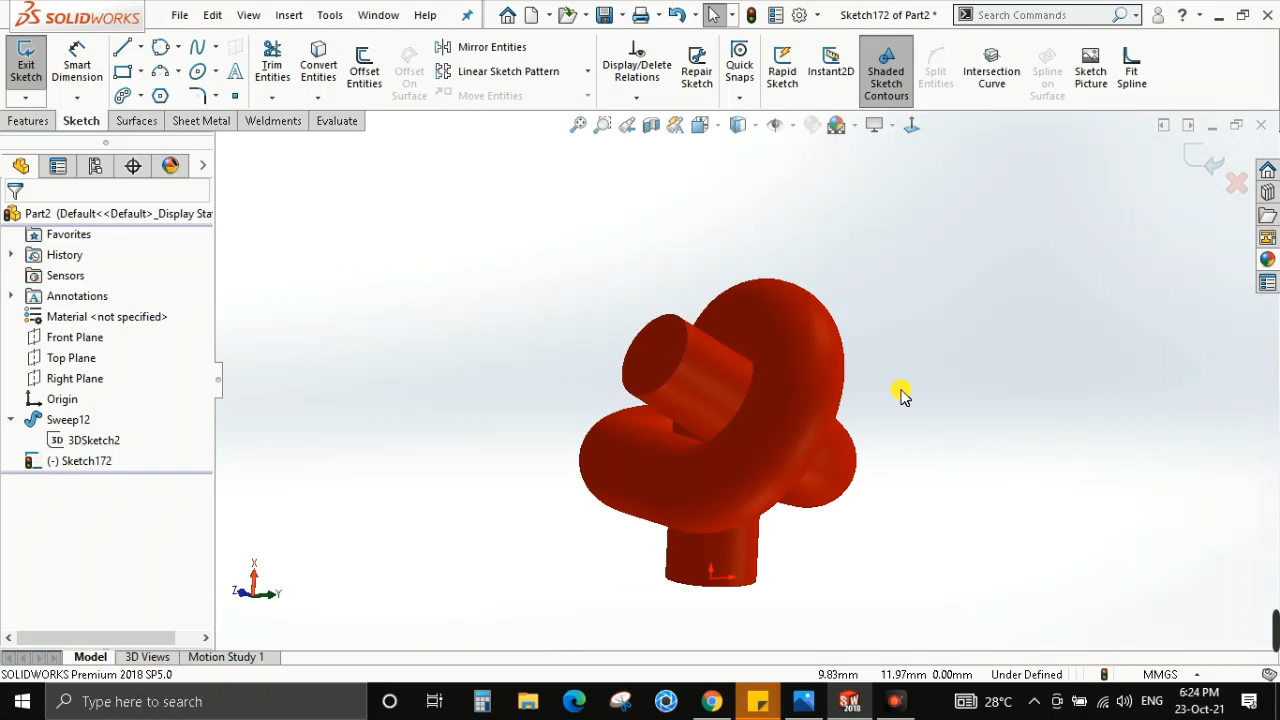 SOLIDWORKS
File Edit View Insert Tools Window Help
Sketch172 of Part2 *
Search Commands
Exit Sketch
Smart Dimension
Trim Entities
Convert Entities
Offset Entities
Offset On Surface
Mirror Entities
Linear Sketch Pattern
Move Entities
Display/Delete Relations
Repair Sketch
Quick Snaps
Rapid Sketch
Instant2D
Shaded Sketch Contours
Split Entities
Intersection Curve
Spline on Surface
Sketch Picture
Fit Spline
Features Sketch Surfaces Sheet Metal Weldments Evaluate
Part2 (Default<<Default>_Display Sta
Favorites
History
Sensors
Annotations
Material <not specified>
Front Plane
Top Plane
Right Plane
Origin
Sweep12
3D 3DSketch2
(-) Sketch172
X
Z Y
Model 3D Views Motion Study 1
SOLIDWORKS Premium 2018 SP5.0
9.83mm 11.97mm 0.00mm Under Defined MMGS
Type here to search
SW 2018
28°C
ENG
6:24 PM
23-Oct-21